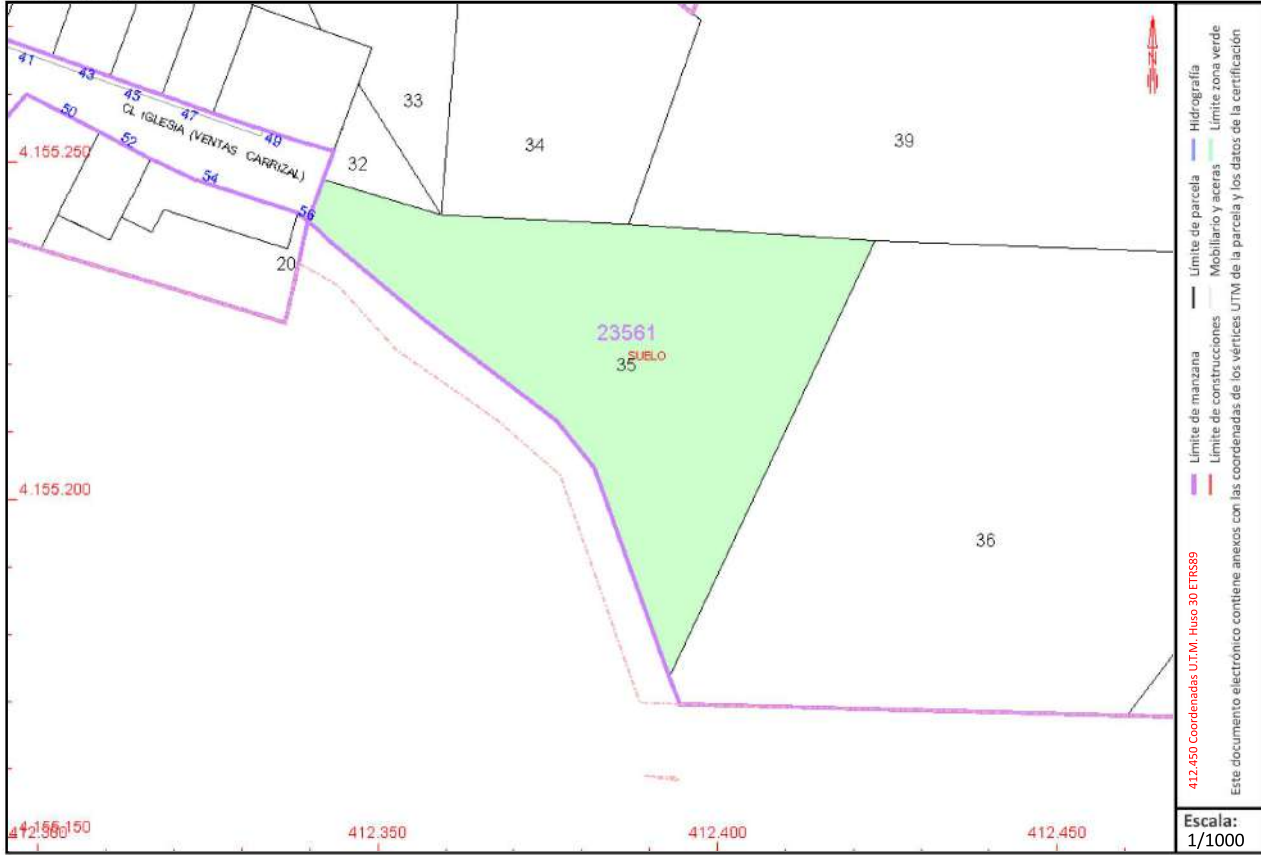 41
43
45
47
49
50
52
54
56
CL IGLESIA (VENTAS CARRIZAL)
33
34
32
39
4.155.250
20
23561
SUELO
35
4.155.200
36
4.155.150
412.300
412.350
412.400
412.450
N
412.450 Coordenadas U.T.M. Huso 30 ETRS89
Límite de manzana
Límite de parcela
Hidrografía
Límite de construcciones
Mobiliario y aceras
Límite zona verde
Este documento electrónico contiene anexos con las coordenadas de los vértices UTM de la parcela y los datos de la certificación
Escala:
1/1000